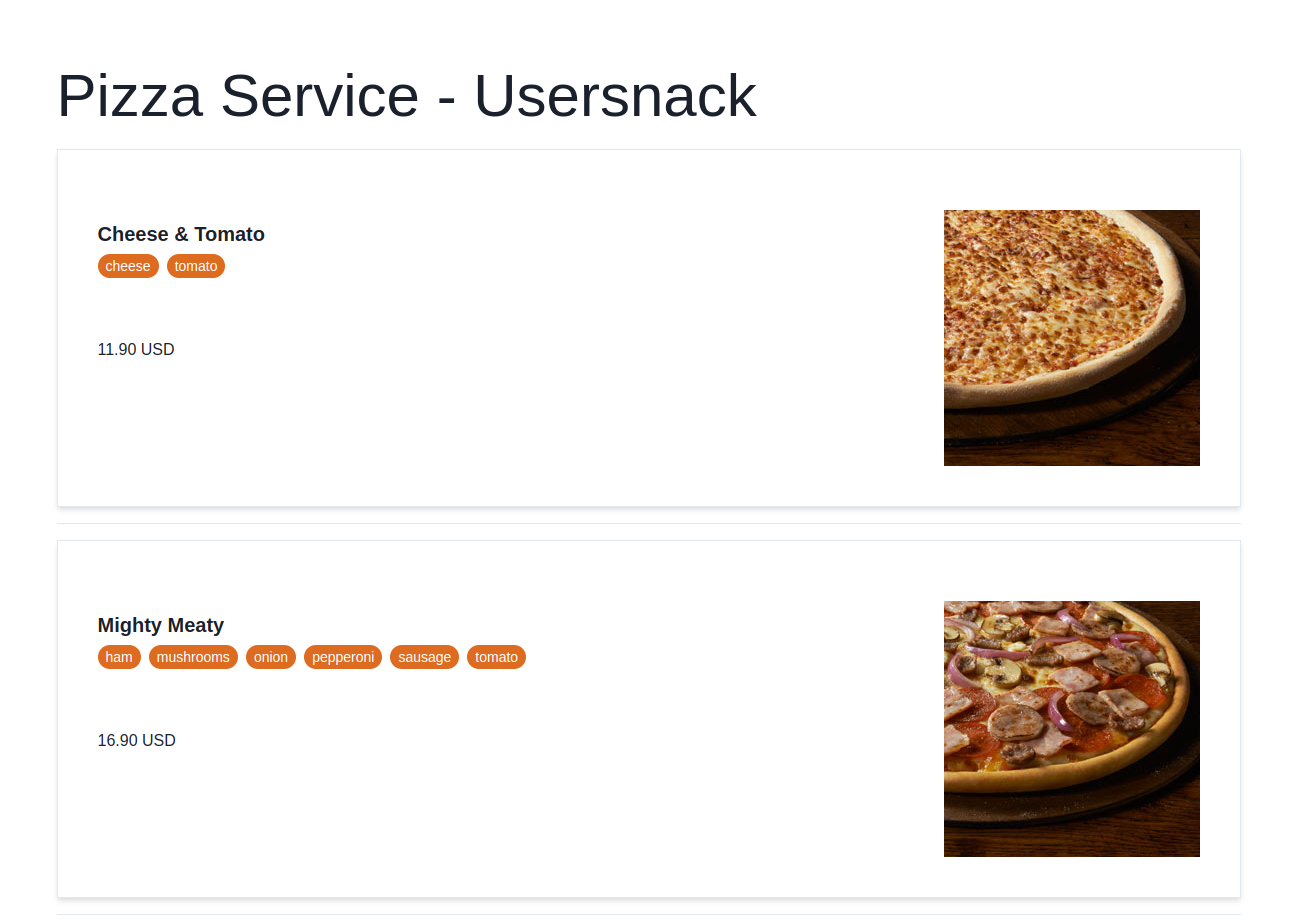 Pizza Service - Usersnack
Cheese & Tomato
cheese tomato
11.90 USD
Mighty Meaty
ham mushrooms onion pepperoni sausage tomato
16.90 USD